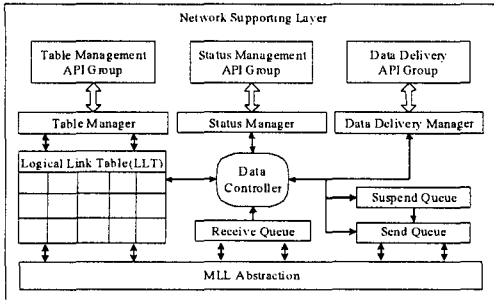 Network Supporting Layer
Table Management
API Group
Status Management
API Group
Data Delivery
API Group
Table Manager
Status Manager
Data Delivery Manager
Logical Link Table(LLT)
Data
Controller
Suspend Queue
Receive Queue
Send Queue
MLL Abstraction